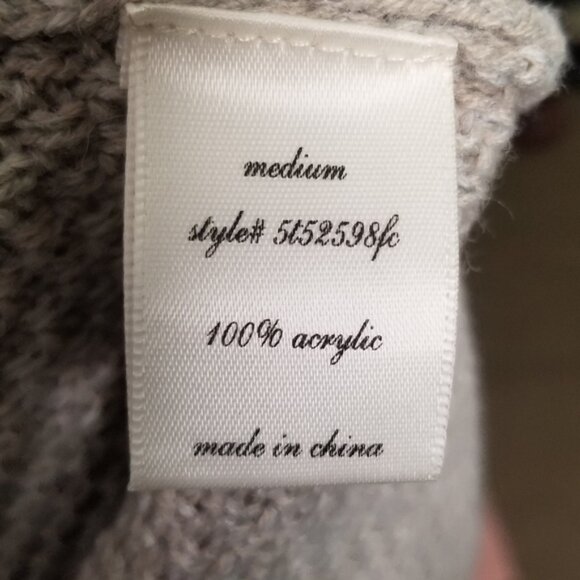 medium
style# 5t52598fc
100% acrylic
made in china